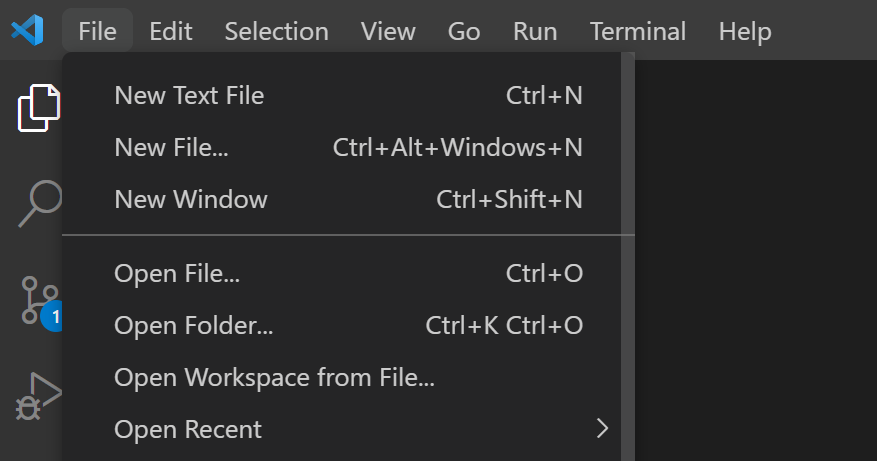 File Edit Selection View Go Run Terminal Help
New Text File Ctrl+N
New File... Ctrl+Alt+Windows+N
New Window Ctrl+Shift+N
Open File... Ctrl+O
Open Folder... Ctrl+K Ctrl+O
1
Open Workspace from File...
Open Recent